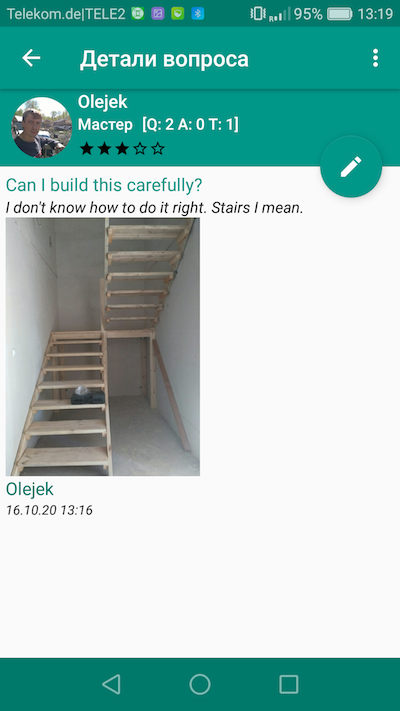 Telekom.de|TELE2 95% 13:19
Детали вопроса
Olejek
Мастер [Q: 2 A: 0 T: 1]
Can I build this carefully?
I don't know how to do it right. Stairs I mean.
Olejek
16.10.20 13:16